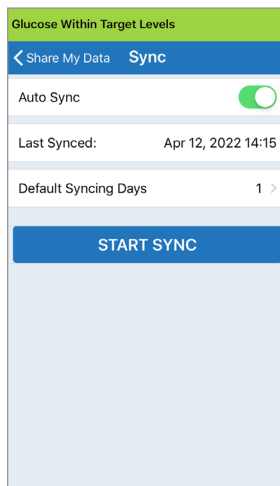 Glucose Within Target Levels
Share My Data Sync
Auto Sync
Last Synced: Apr 12, 2022 14:15
Default Syncing Days 1
START SYNC